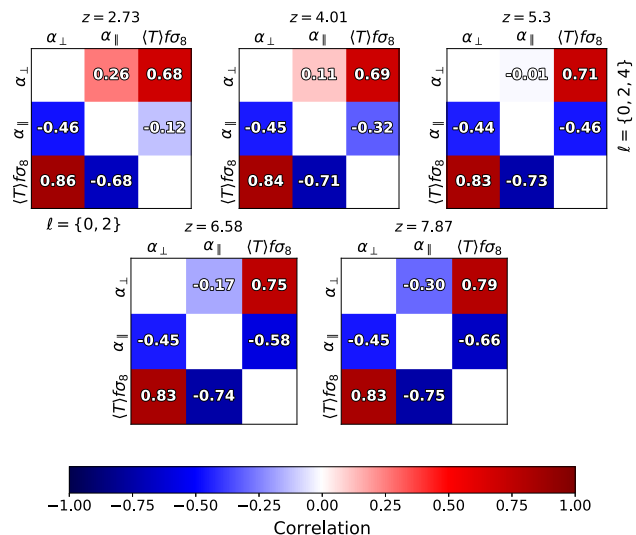 z = 2.73
z = 4.01
z = 5.3
α⊥ α∥ ⟨T⟩fσ8
α⊥ α∥ ⟨T⟩fσ8
α⊥ α∥ ⟨T⟩fσ8
α⊥ 0.26 0.68
α∥ -0.46 -0.12
⟨T⟩fσ8 0.86 -0.68
α⊥ 0.11 0.69
α∥ -0.45 -0.32
⟨T⟩fσ8 0.84 -0.71
α⊥ -0.01 0.71
α∥ -0.44 -0.46
⟨T⟩fσ8 0.83 -0.73
ℓ = {0, 2, 4}
ℓ = {0, 2}
z = 6.58
z = 7.87
α⊥ α∥ ⟨T⟩fσ8
α⊥ α∥ ⟨T⟩fσ8
α⊥ -0.17 0.75
α∥ -0.45 -0.58
⟨T⟩fσ8 0.83 -0.74
α⊥ -0.30 0.79
α∥ -0.45 -0.66
⟨T⟩fσ8 0.83 -0.75
−1.00 −0.75 −0.50 −0.25 0.00 0.25 0.50 0.75 1.00
Correlation